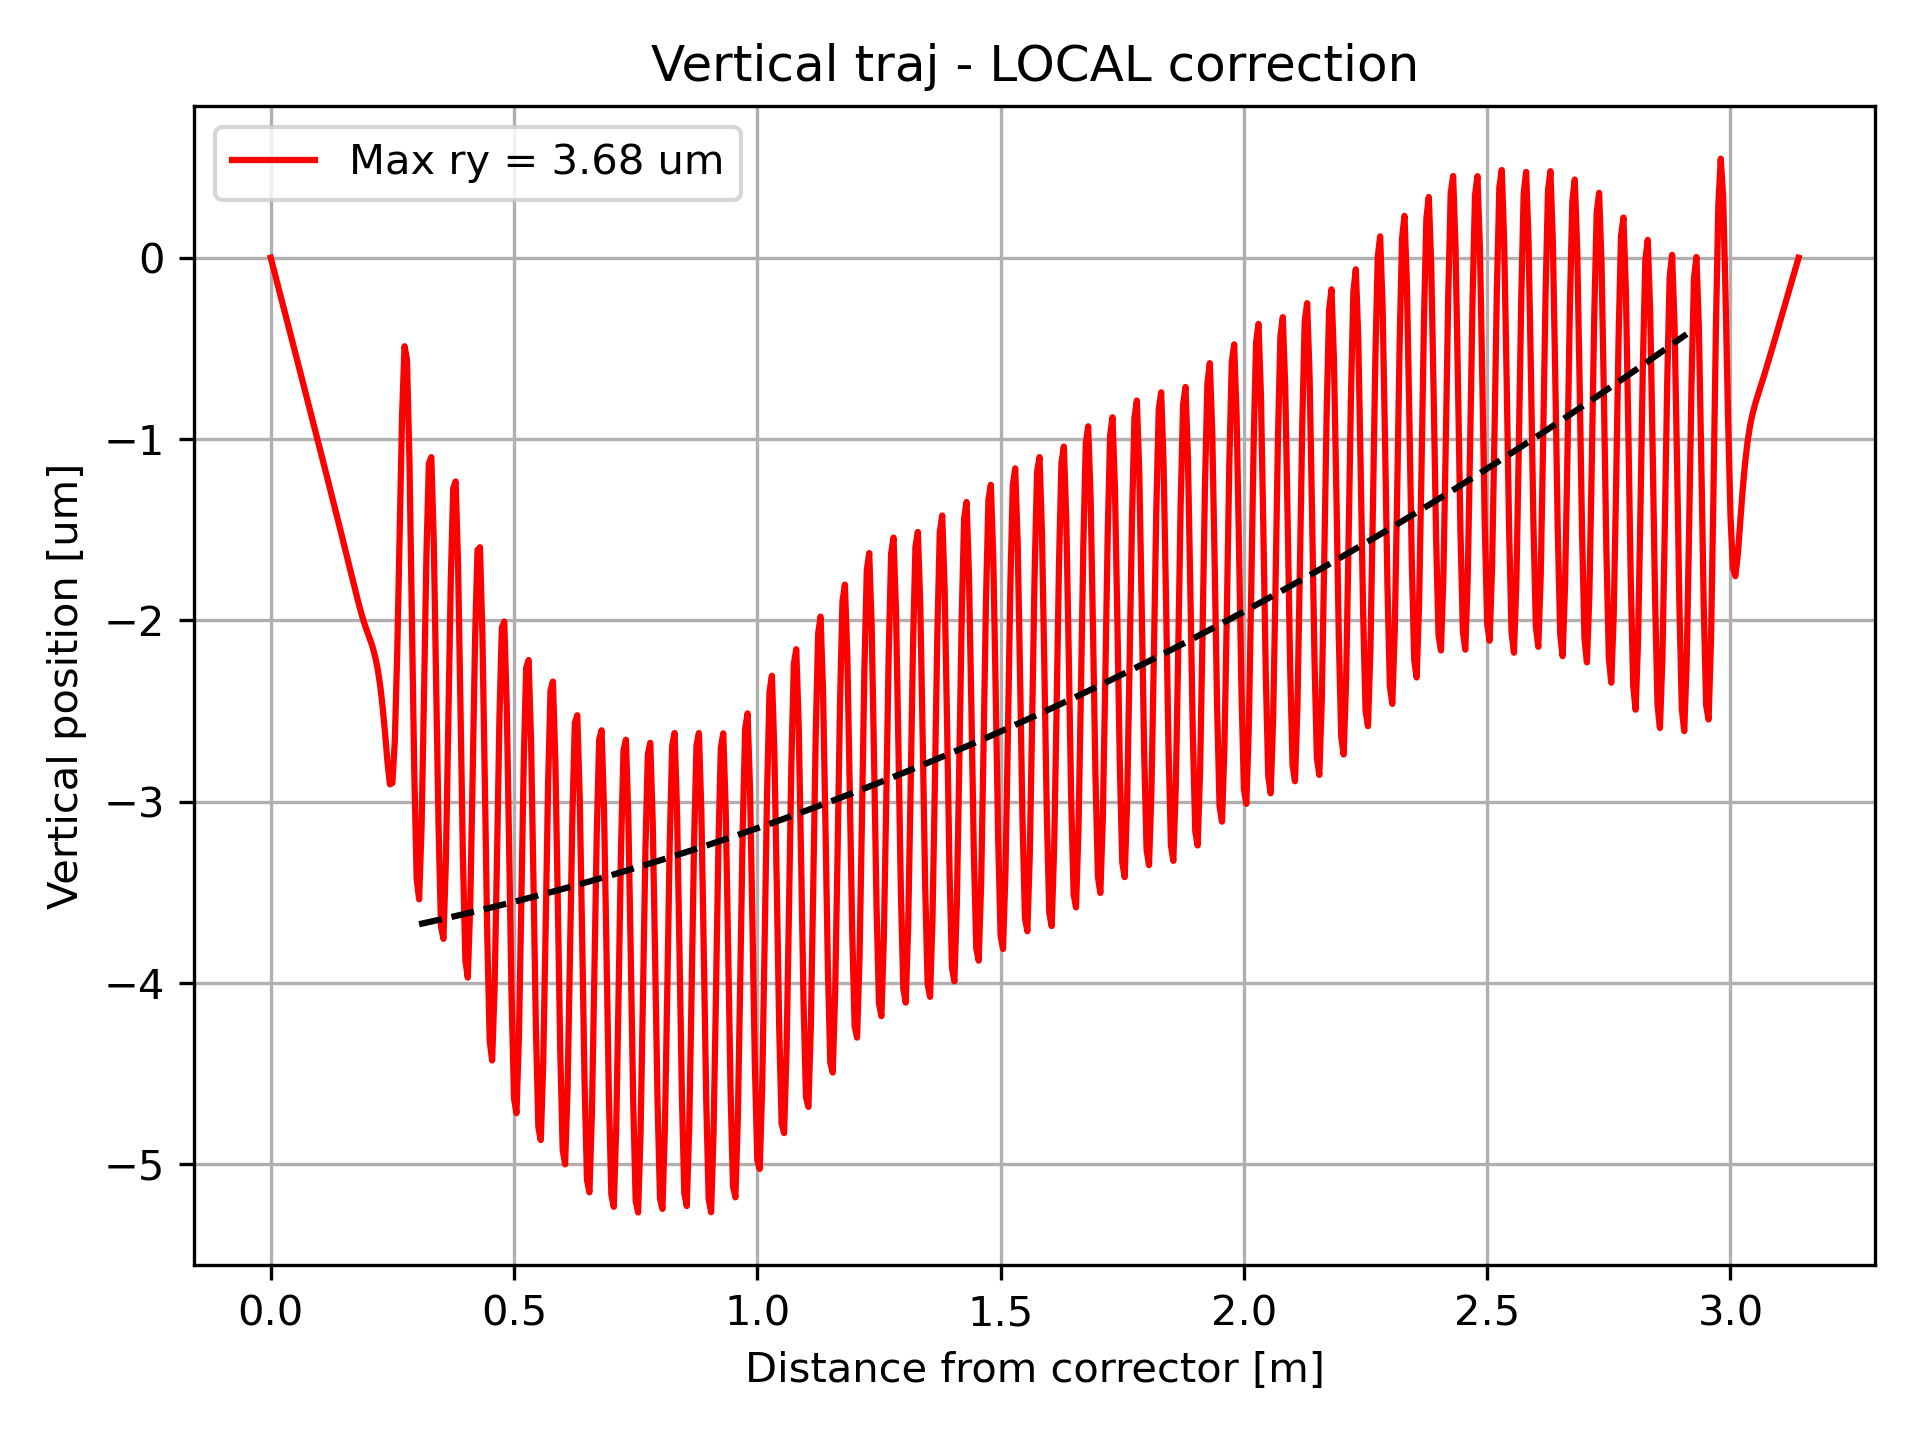 Vertical traj - LOCAL correction
Max ry = 3.68 um
Vertical position [um]
0
−1
−2
−3
−4
−5
0.0 0.5 1.0 1.5 2.0 2.5 3.0
Distance from corrector [m]